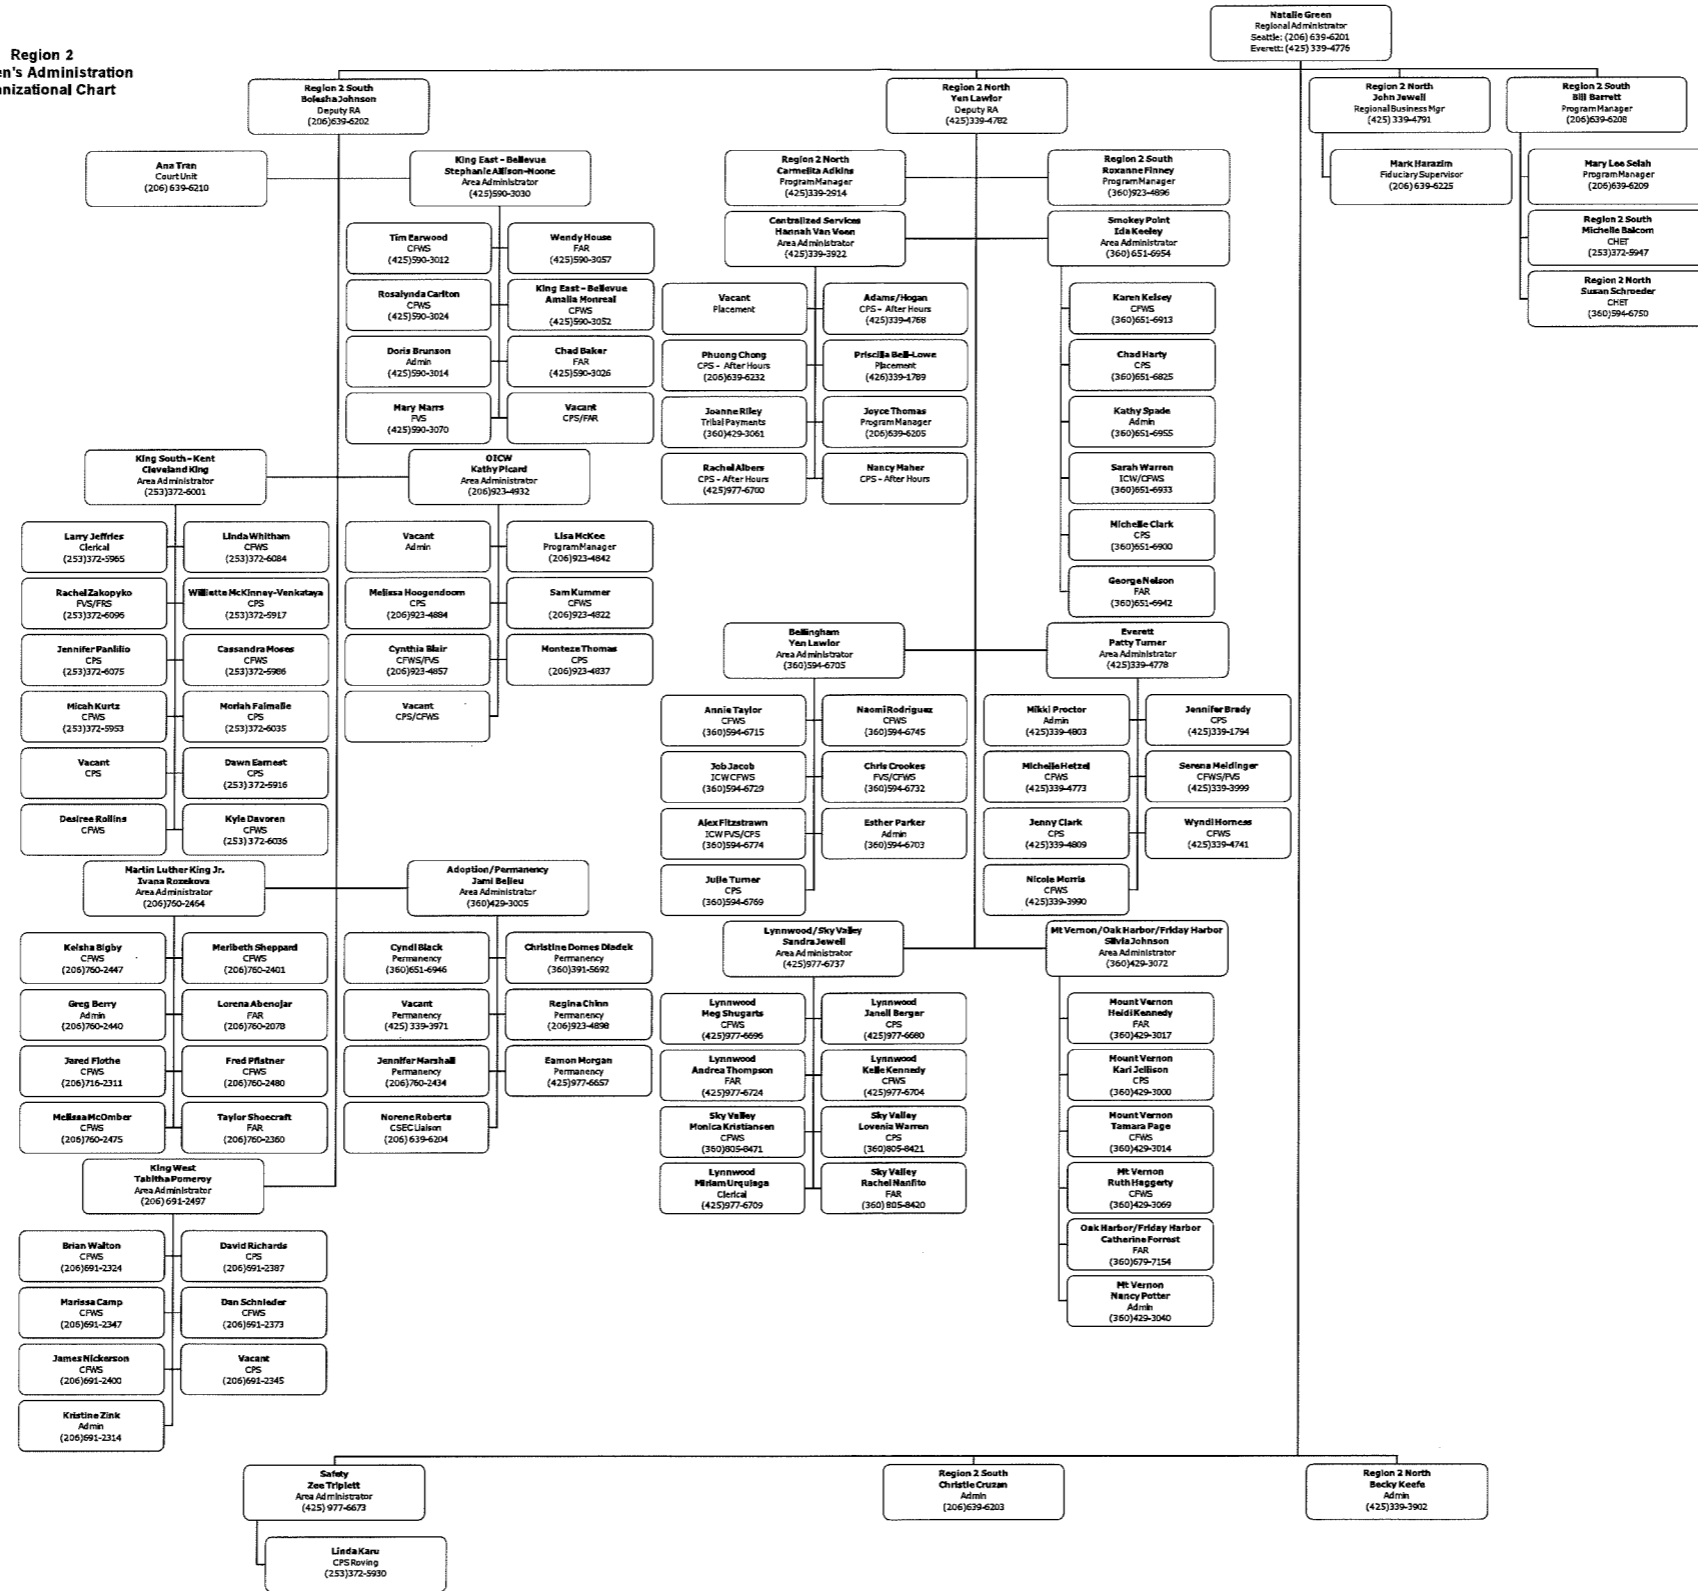 Region 2
en's Administration
anizational Chart
Natalie Green
Regional Administrator
Seattle: (206) 639-6201
Everett: (425) 339-4776
Region 2 South
Bolesha Johnson
Deputy RA
(206)639-6202
Region 2 North
Yen Lawlor
Deputy RA
(425)339-4782
Region 2 North
John Jewell
Regional Business Mgr
(425) 339-4791
Region 2 South
Bill Barrett
Program Manager
(206)639-6208
Mark Harazim
Fiduciary Supervisor
(206) 639-6225
Mary Lee Selah
Program Manager
(206)639-6209
Region 2 South
Michelle Balcom
CHET
(253)372-5947
Region 2 North
Susan Schroeder
CHET
(360)594-6750
Ana Tran
Court Unit
(206) 639-6210
King East - Bellevue
Stephanie Allison-Noone
Area Administrator
(425)590-3030
Tim Earwood
CFWS
(425)590-3012
Wendy House
FAR
(425)590-3057
Rosalynda Carlton
CFWS
(425)590-3024
King East - Bellevue
Amalia Monreal
CFWS
(425)590-3052
Doris Brunson
Admin
(425)590-3014
Chad Baker
FAR
(425)590-3026
Mary Marrs
FVS
(425)590-3070
Vacant
CPS/FAR
Region 2 North
Carmelita Adkins
Program Manager
(425)339-2914
Region 2 South
Roxanne Finney
Program Manager
(360)923-4896
Centralized Services
Hannah Van Veen
Area Administrator
(425)339-3922
Smokey Point
Ida Keeley
Area Administrator
(360) 651-6954
Vacant
Placement
Adams/Hogan
CPS - After Hours
(425)339-4768
Phuong Chong
CPS - After Hours
(206)639-6232
Priscilla Bell-Lowe
Placement
(426)339-1789
Joanne Riley
Tribal Payments
(360)429-3061
Joyce Thomas
Program Manager
(206)639-6205
Rachel Albers
CPS - After Hours
(425)977-6700
Nancy Maher
CPS - After Hours
Karen Kelsey
CFWS
(360)651-6913
Chad Harty
CPS
(360)651-6825
Kathy Spade
Admin
(360)651-6955
Sarah Warren
ICW/CFWS
(360)651-6933
Michelle Clark
CPS
(360)651-6900
George Nelson
FAR
(360)651-6942
King South - Kent
Cleveland King
Area Administrator
(253)372-6001
OICW
Kathy Picard
Area Administrator
(206)923-4932
Larry Jeffries
Clerical
(253)372-5965
Linda Whitham
CFWS
(253)372-6084
Rachel Zakopyko
FVS/FRS
(253)372-6096
Williette McKinney-Venkataya
CPS
(253)372-5917
Jennifer Panlilio
CPS
(253)372-6075
Cassandra Moses
CFWS
(253)372-5986
Micah Kurtz
CFWS
(253)372-5953
Moriah Faimalie
CPS
(253)372-6035
Vacant
CPS
Dawn Earnest
CPS
(253) 372-5916
Desiree Rollins
CFWS
Kyle Davoren
CFWS
(253) 372-6036
Vacant
Admin
Lisa McKee
Program Manager
(206)923-4842
Melissa Hoogendoorn
CPS
(206)923-4884
Sam Kummer
CFWS
(206)923-4822
Cynthia Blair
CFWS/FVS
(206)923-4857
Monteze Thomas
CPS
(206)923-4837
Vacant
CPS/CFWS
Bellingham
Yen Lawlor
Area Administrator
(360)594-6705
Everett
Patty Turner
Area Administrator
(425)339-4778
Annie Taylor
CFWS
(360)594-6715
Naomi Rodriguez
CFWS
(360)594-6745
Job Jacob
ICW CFWS
(360)594-6729
Chris Crookes
FVS/CFWS
(360)594-6732
Alex Fitzstrawn
ICW FVS/CPS
(360)594-6774
Esther Parker
Admin
(360)594-6703
Julie Turner
CPS
(360)594-6769
Mikki Proctor
Admin
(425)339-4803
Jennifer Brady
CPS
(425)339-1794
Michelle Hetzel
CFWS
(425)339-4773
Serena Meidinger
CFWS/FVS
(425)339-3999
Jenny Clark
CPS
(425)339-4809
Wyndi Horness
CFWS
(425)339-4741
Nicole Morris
CFWS
(425)339-3990
Martin Luther King Jr.
Ivana Rozekova
Area Administrator
(206)760-2464
Adoption/Permanency
Jami Belieu
Area Administrator
(360)429-3005
Keisha Bigby
CFWS
(206)760-2447
Meribeth Sheppard
CFWS
(206)760-2401
Greg Berry
Admin
(206)760-2440
Lorena Abenojar
FAR
(206)760-2078
Jared Flothe
CFWS
(206)716-2311
Fred Pfistner
CFWS
(206)760-2480
Melissa McOmber
CFWS
(206)760-2475
Taylor Shoecraft
FAR
(206)760-2360
Cyndi Black
Permanency
(360)651-6946
Christine Domes Dladek
Permanency
(360)391-5692
Vacant
Permanency
(425) 339-3971
Regina Chinn
Permanency
(206)923-4898
Jennifer Marshall
Permanency
(206)760-2434
Eamon Morgan
Permanency
(425)977-6657
Norene Roberts
CSEC Liaison
(206) 639-6204
Lynnwood/Sky Valley
Sandra Jewell
Area Administrator
(425)977-6737
Mt Vernon/Oak Harbor/Friday Harbor
Silvia Johnson
Area Administrator
(360)429-3072
Lynnwood
Meg Shugarts
CFWS
(425)977-6696
Lynnwood
Janell Berger
CPS
(425)977-6680
Lynnwood
Andrea Thompson
FAR
(425)977-6724
Lynnwood
Kelle Kennedy
CFWS
(425)977-6704
Sky Valley
Monica Kristiansen
CFWS
(360)805-8471
Sky Valley
Lovenia Warren
CPS
(360)805-8421
Lynnwood
Miriam Urquiaga
Clerical
(425)977-6709
Sky Valley
Rachel Nanfito
FAR
(360) 805-8420
Mount Vernon
Heidi Kennedy
FAR
(360)429-3017
Mount Vernon
Kari Jellison
CPS
(360)429-3000
Mount Vernon
Tamara Page
CFWS
(360)429-3014
Mt Vernon
Ruth Haggerty
CFWS
(360)429-3069
Oak Harbor/Friday Harbor
Catherine Forrest
FAR
(360)679-7154
Mt Vernon
Nancy Potter
Admin
(360)429-3040
King West
Tabitha Pomeroy
Area Administrator
(206) 691-2497
Brian Walton
CFWS
(206)691-2324
David Richards
CPS
(206)691-2387
Marissa Camp
CFWS
(206)691-2347
Dan Schnieder
CFWS
(206)691-2373
James Nickerson
CFWS
(206)691-2400
Vacant
CPS
(206)691-2345
Kristine Zink
Admin
(206)691-2314
Safety
Zee Triplett
Area Administrator
(425) 977-6673
Region 2 South
Christie Cruzan
Admin
(206)639-6203
Region 2 North
Becky Keefe
Admin
(425)339-3902
Linda Karu
CPS Roving
(253)372-5930